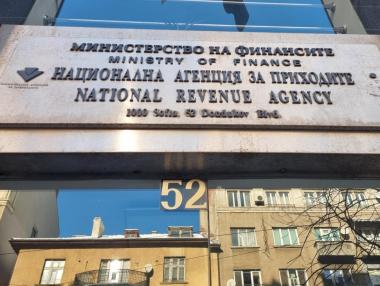 МИНИСТЕРСТВО НА ФИНАНСИТЕ
MINISTRY OF FINANCE
НАЦИОНАЛНА АГЕНЦИЯ ЗА ПРИХОДИТЕ
NATIONAL REVENUE AGENCY
1000 Sofia, 52 Dondukov Blvd.
52